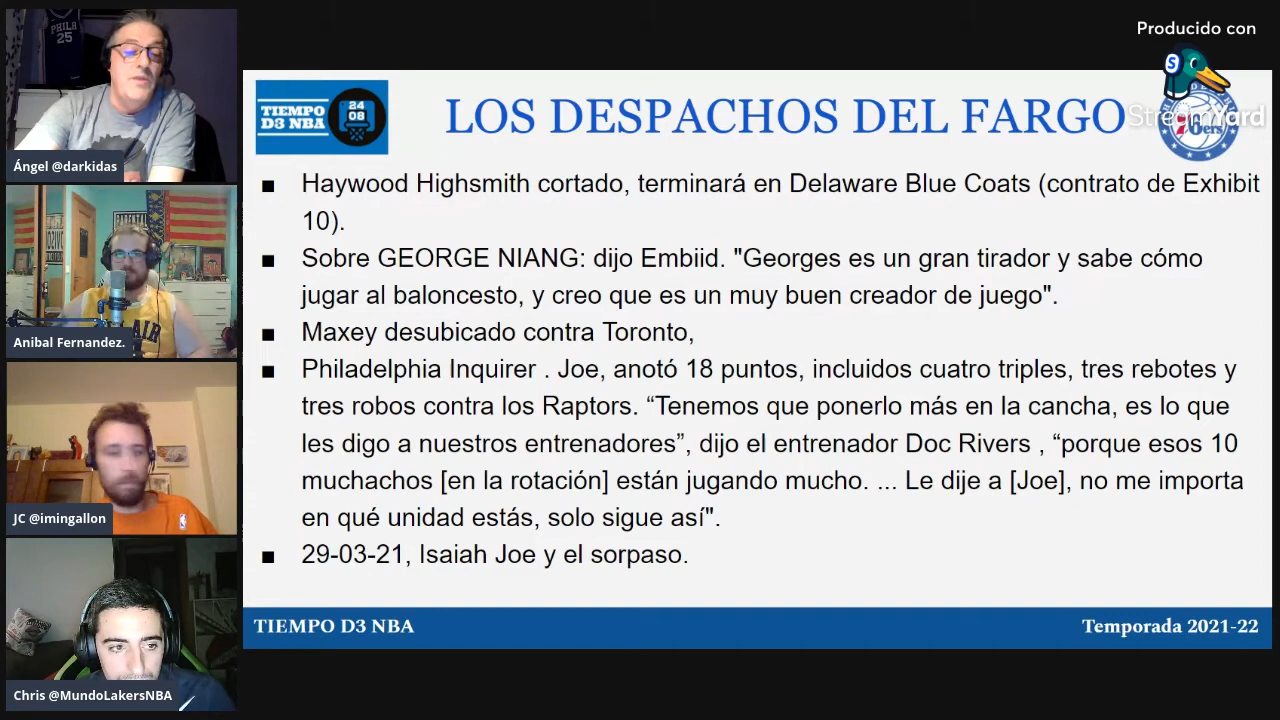 Producido con
StreamYard
PHILA
25
TIEMPO
D3 NBA
24
08
LOS DESPACHOS DEL FARGO
76ers
■ Haywood Highsmith cortado, terminará en Delaware Blue Coats (contrato de Exhibit
10).
■ Sobre GEORGE NIANG: dijo Embiid. "Georges es un gran tirador y sabe cómo
jugar al baloncesto, y creo que es un muy buen creador de juego".
■ Maxey desubicado contra Toronto,
■ Philadelphia Inquirer . Joe, anotó 18 puntos, incluidos cuatro triples, tres rebotes y
tres robos contra los Raptors. “Tenemos que ponerlo más en la cancha, es lo que
les digo a nuestros entrenadores”, dijo el entrenador Doc Rivers , “porque esos 10
muchachos [en la rotación] están jugando mucho. ... Le dije a [Joe], no me importa
en qué unidad estás, solo sigue así".
■ 29-03-21, Isaiah Joe y el sorpaso.
TIEMPO D3 NBA
Temporada 2021-22
Ángel @darkidas
Anibal Fernandez.
JC @imingallon
Chris @MundoLakersNBA